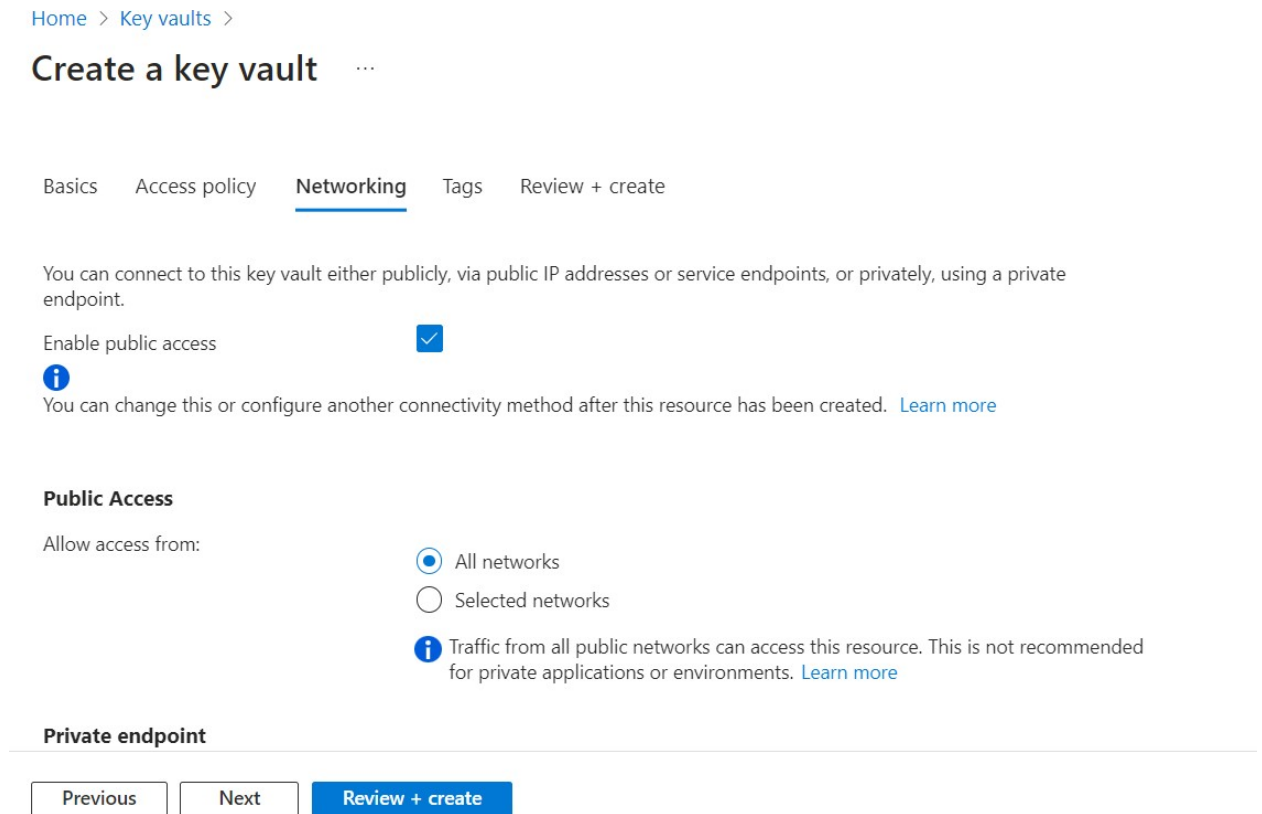 Home > Key vaults >
Create a key vault ...
Basics Access policy Networking Tags Review + create
You can connect to this key vault either publicly, via public IP addresses or service endpoints, or privately, using a private
endpoint.
Enable public access
You can change this or configure another connectivity method after this resource has been created. Learn more
Public Access
Allow access from:
All networks
Selected networks
Traffic from all public networks can access this resource. This is not recommended
for private applications or environments. Learn more
Private endpoint
Previous Next Review + create